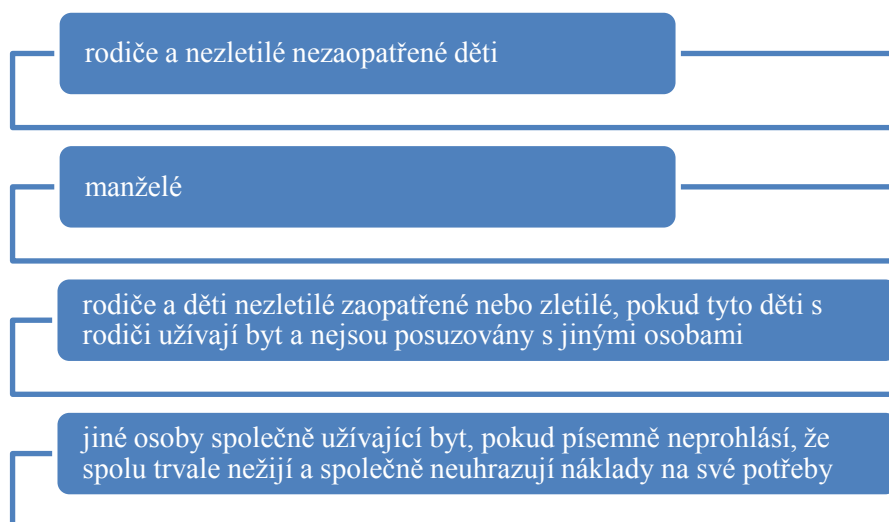 rodiče a nezletilé nezaopatřené děti
manželé
rodiče a děti nezletilé zaopatřené nebo zletilé, pokud tyto děti s
rodiči užívají byt a nejsou posuzovány s jinými osobami
jiné osoby společně užívající byt, pokud písemně neprohlásí, že
spolu trvale nežijí a společně neuhrazují náklady na své potřeby